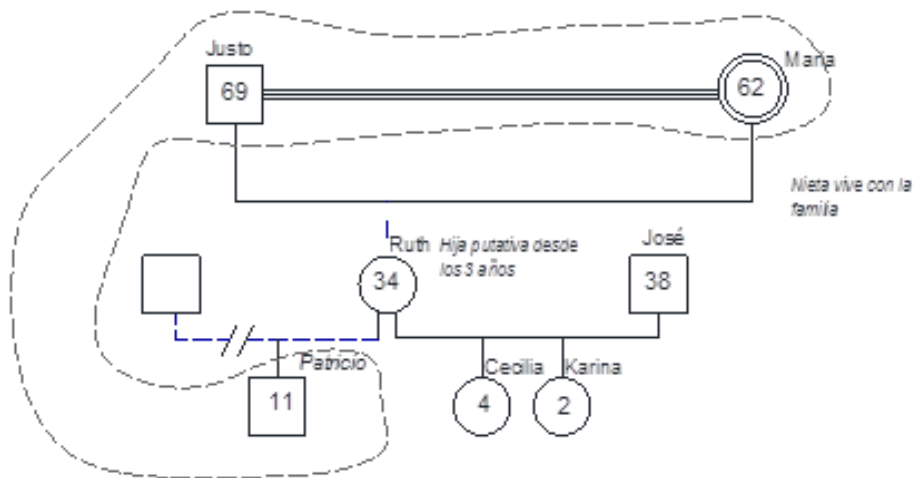 Justo
María
69
62
Nieta vive con la
familia
Ruth
Hija putativa desde
los 3 años
José
34
38
Patricio
Cecilia
Karina
11
4
2